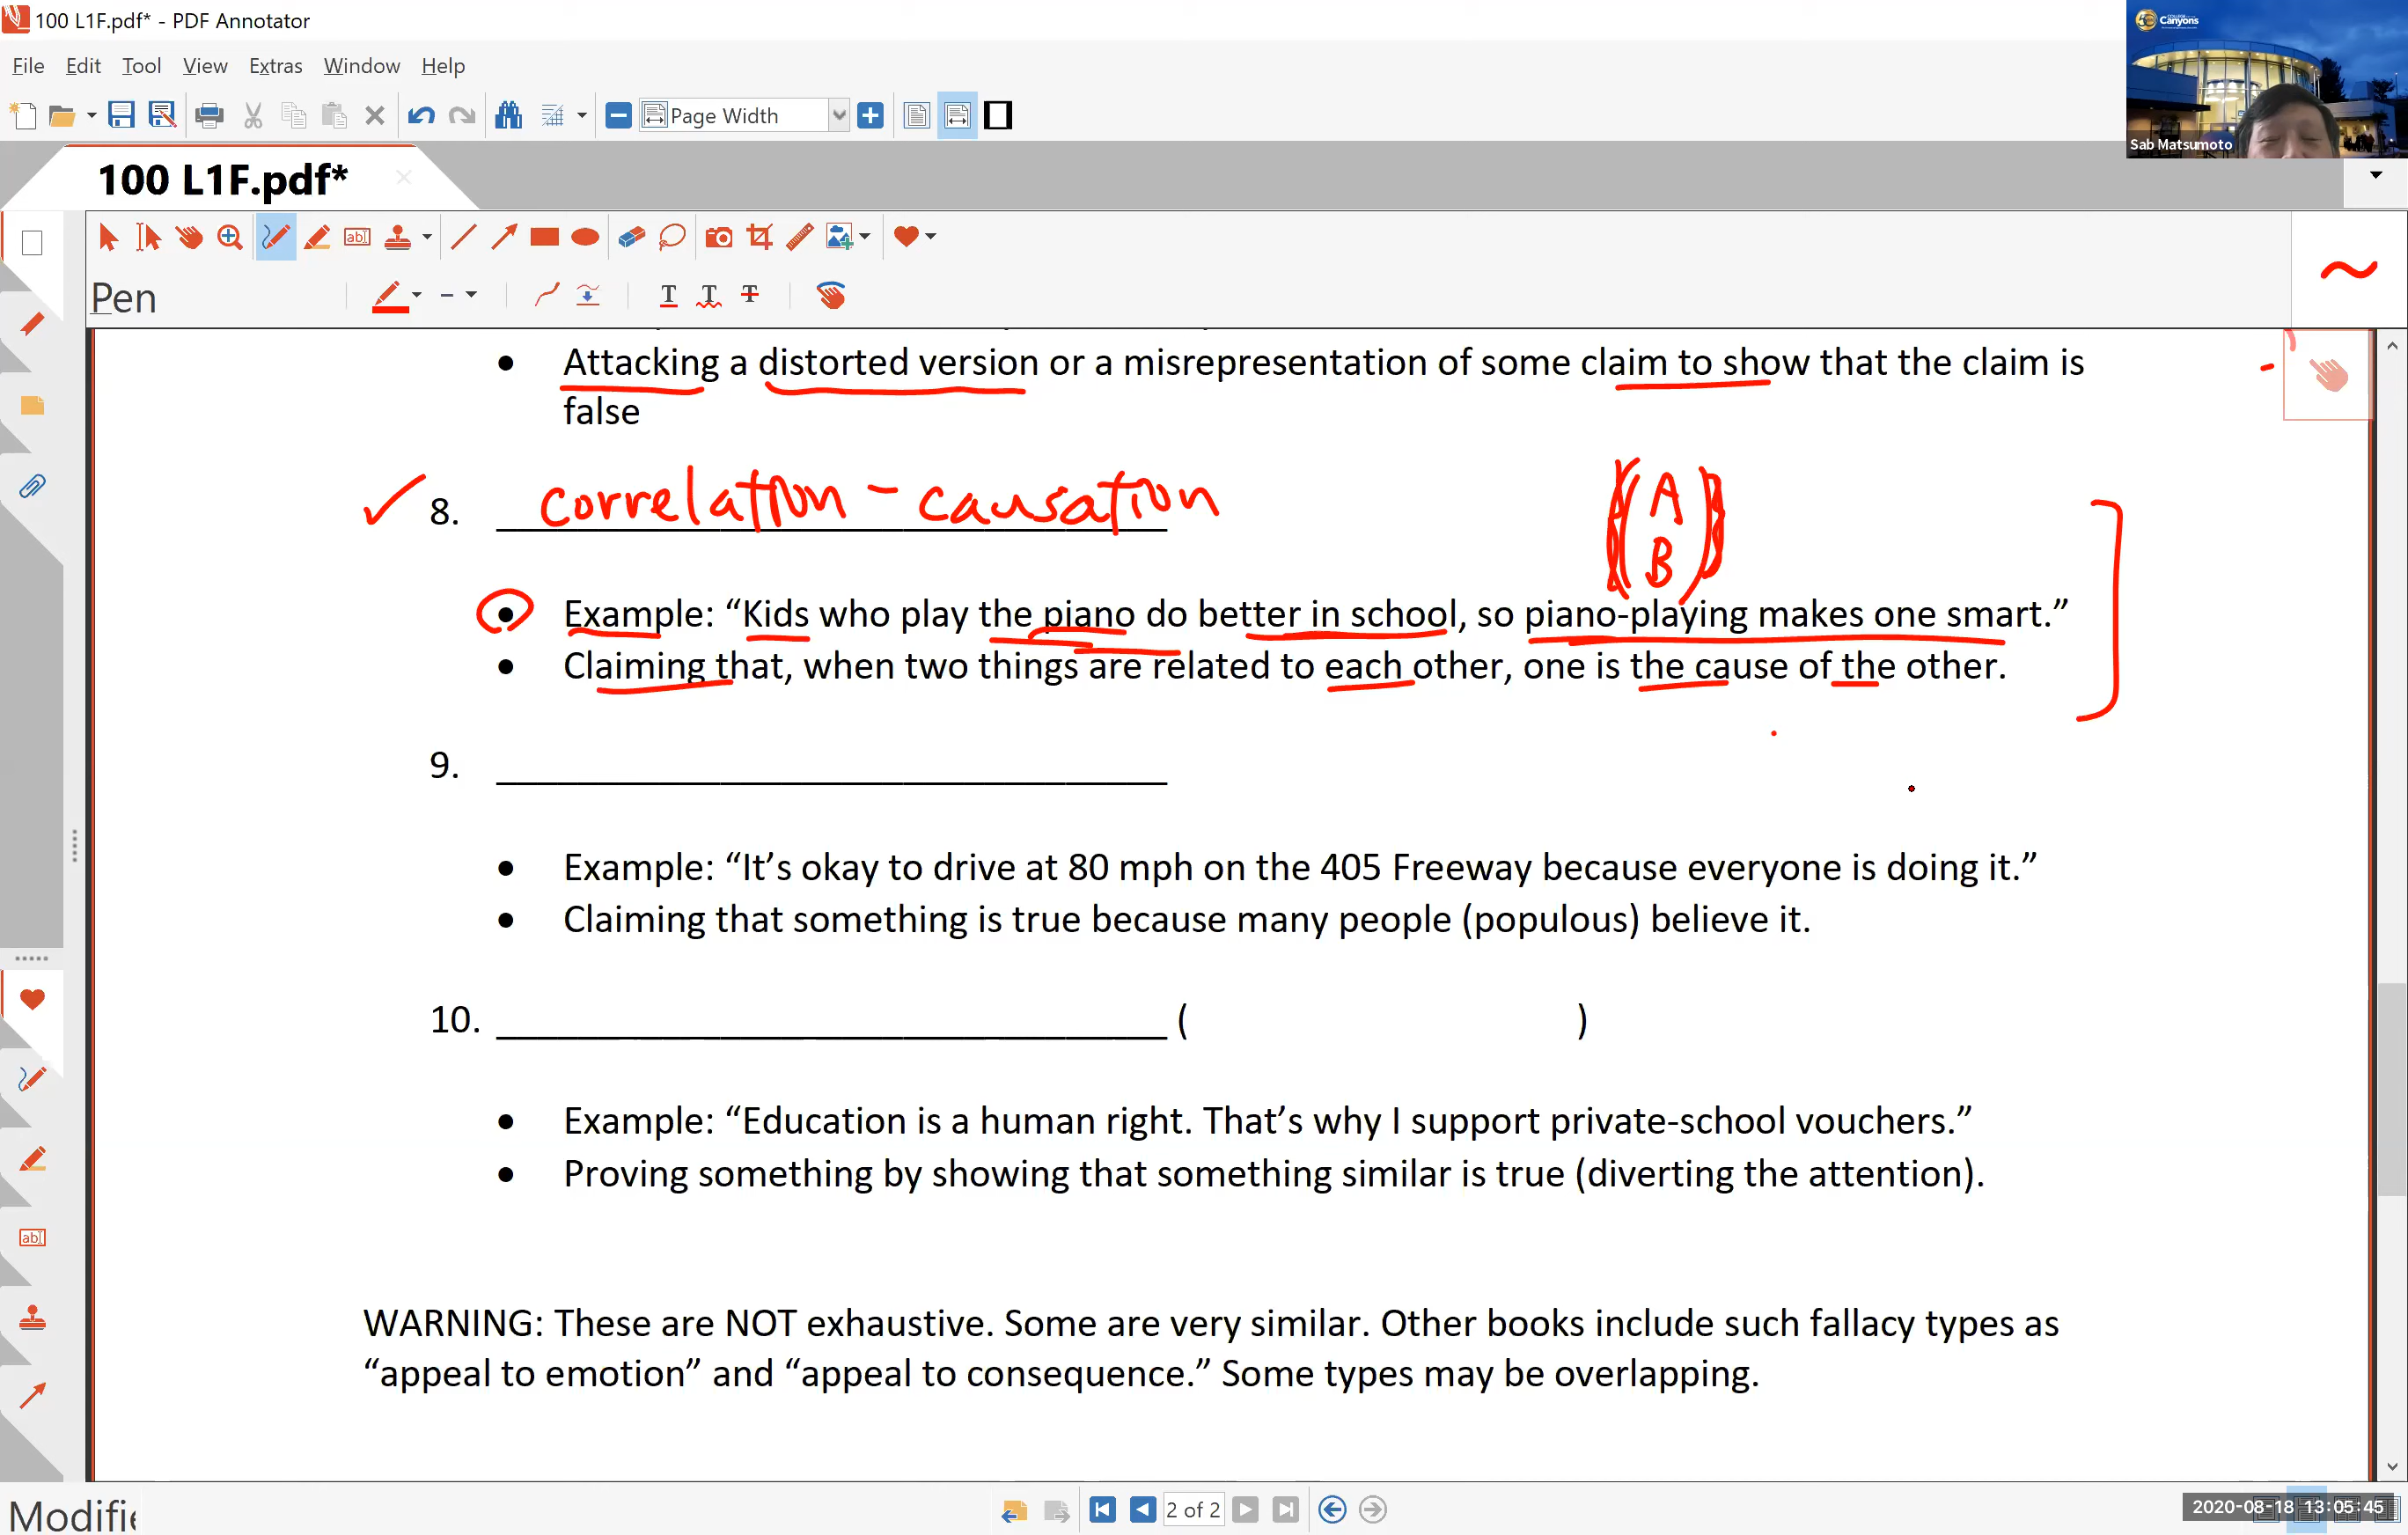 100 L1F.pdf* - PDF Annotator
Canyons
File Edit Tool View Extras Window Help
Page Width
Sab Matsumoto
100 L1F.pdf*
Pen
• Attacking a distorted version or a misrepresentation of some claim to show that the claim is
false
8. correlation - causation
A
B
• Example: “Kids who play the piano do better in school, so piano-playing makes one smart.”
• Claiming that, when two things are related to each other, one is the cause of the other.
9.
• Example: “It’s okay to drive at 80 mph on the 405 Freeway because everyone is doing it.”
• Claiming that something is true because many people (populous) believe it.
10. ( )
• Example: “Education is a human right. That’s why I support private-school vouchers.”
• Proving something by showing that something similar is true (diverting the attention).
WARNING: These are NOT exhaustive. Some are very similar. Other books include such fallacy types as
“appeal to emotion” and “appeal to consequence.” Some types may be overlapping.
Modifie
2 of 2
2020-08-18 13:05:45